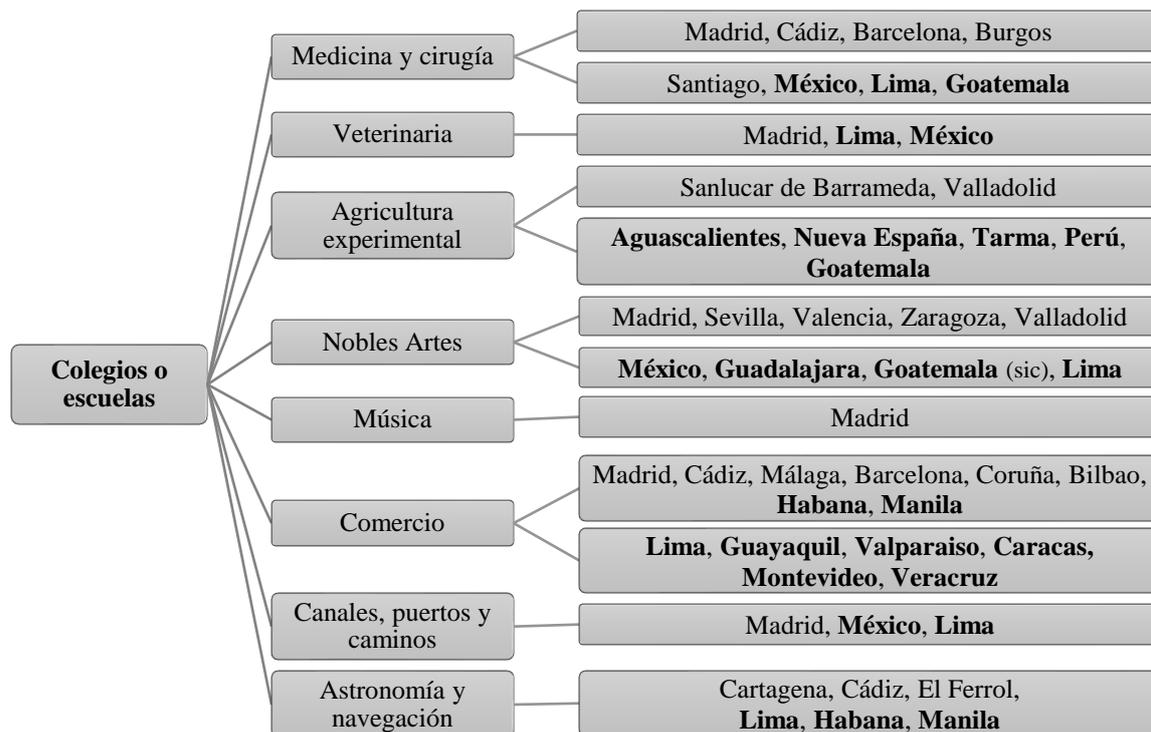 Colegios o
escuelas
Medicina y cirugía
Madrid, Cádiz, Barcelona, Burgos
Santiago, México, Lima, Goatemala
Veterinaria
Madrid, Lima, México
Agricultura
experimental
Sanlucar de Barrameda, Valladolid
Aguascalientes, Nueva España, Tarma, Perú,
Goatemala
Nobles Artes
Madrid, Sevilla, Valencia, Zaragoza, Valladolid
México, Guadalajara, Goatemala (sic), Lima
Música
Madrid
Comercio
Madrid, Cádiz, Málaga, Barcelona, Coruña, Bilbao,
Habana, Manila
Lima, Guayaquil, Valparaiso, Caracas,
Montevideo, Veracruz
Canales, puertos y
caminos
Madrid, México, Lima
Astronomía y
navegación
Cartagena, Cádiz, El Ferrol,
Lima, Habana, Manila